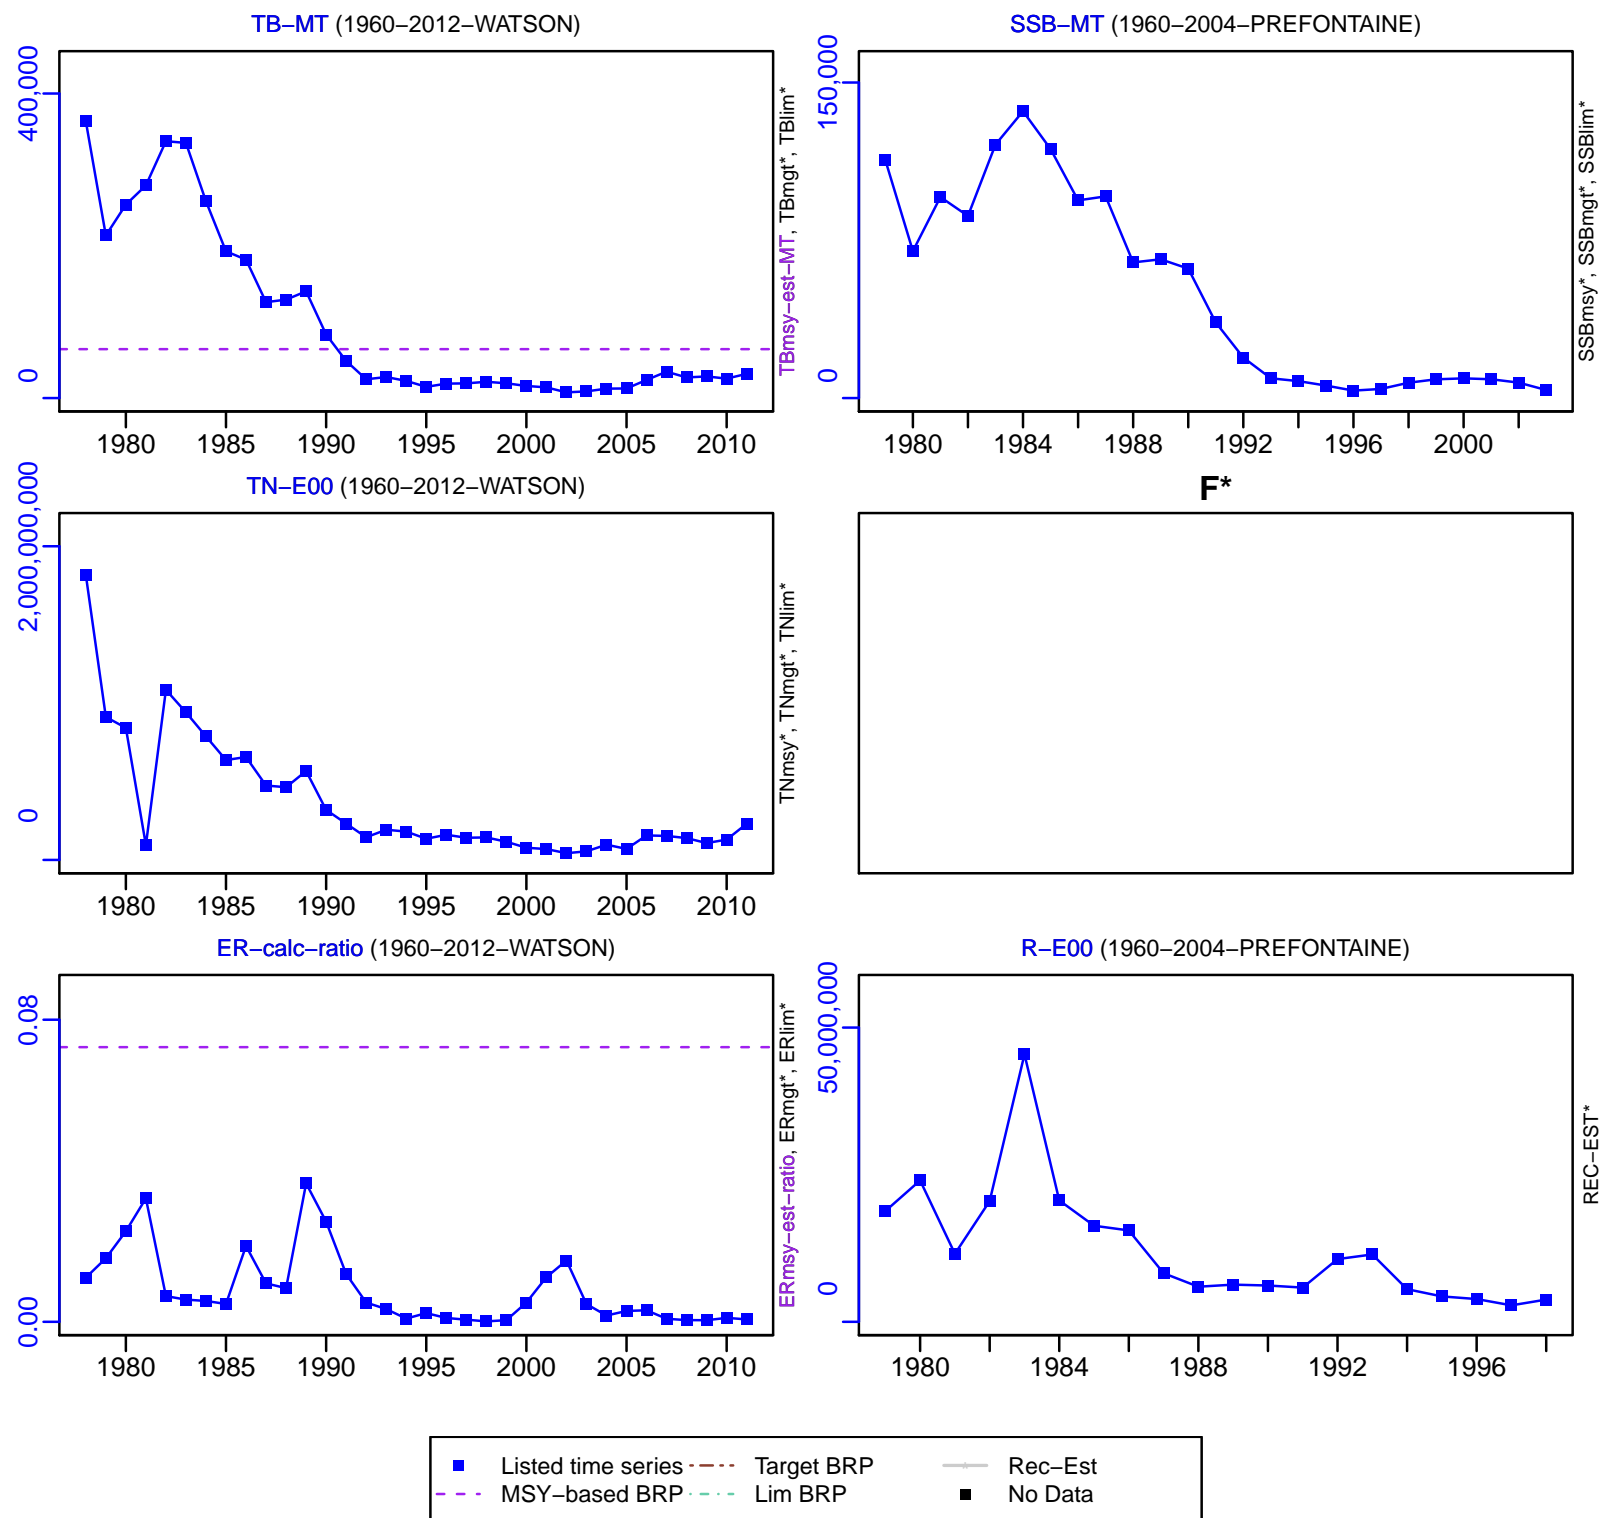 TB−MT (1960−2012−WATSON)
400,000
0
TBmsy−est−MT, TBmgt*, TBlim*
1980 1985 1990 1995 2000 2005 2010
SSB−MT (1960−2004−PREFONTAINE)
150,000
0
SSBmsy*, SSBmgt*, SSBlim*
1980 1984 1988 1992 1996 2000
TN−E00 (1960−2012−WATSON)
2,000,000,000
0
TNmsy*, TNmgt*, TNlim*
1980 1985 1990 1995 2000 2005 2010
F*
ER−calc−ratio (1960−2012−WATSON)
0.08
0.00
ERmsy−est−ratio, ERmgt*, ERlim*
1980 1985 1990 1995 2000 2005 2010
R−E00 (1960−2004−PREFONTAINE)
50,000,000
0
REC−EST*
1980 1984 1988 1992 1996
Listed time series Target BRP Rec−Est
MSY−based BRP Lim BRP No Data